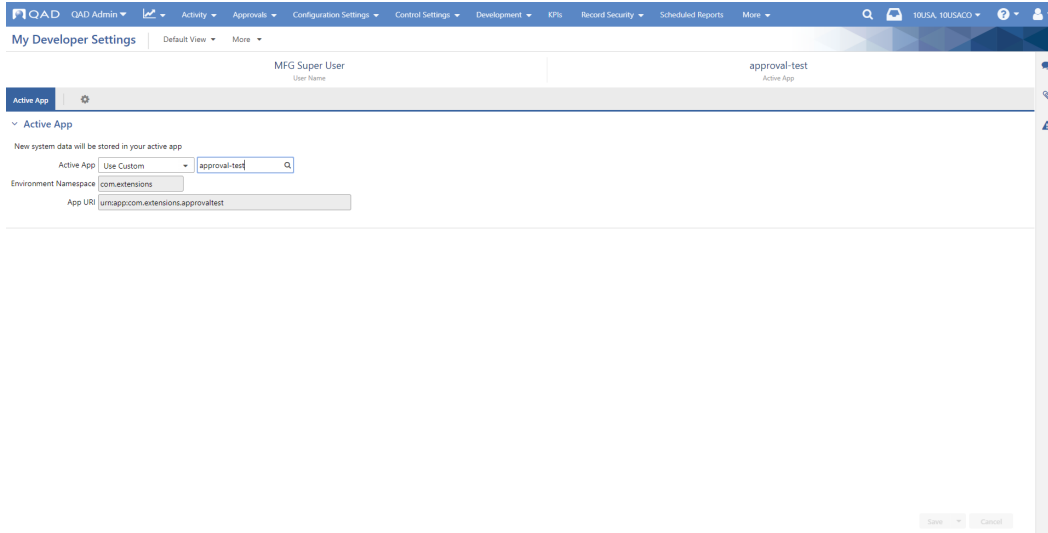 QAD QAD Admin Activity Approvals Configuration Settings Control Settings Development KPIs Record Security Scheduled Reports More 10USA, 10USACO ?
My Developer Settings Default View More
MFG Super User approval-test
User Name Active App
Active App
Active App
New system data will be stored in your active app
Active App Use Custom approval-test
Environment Namespace com.extensions
App URI urn:app:com.extensions.approvaltest
Save Cancel